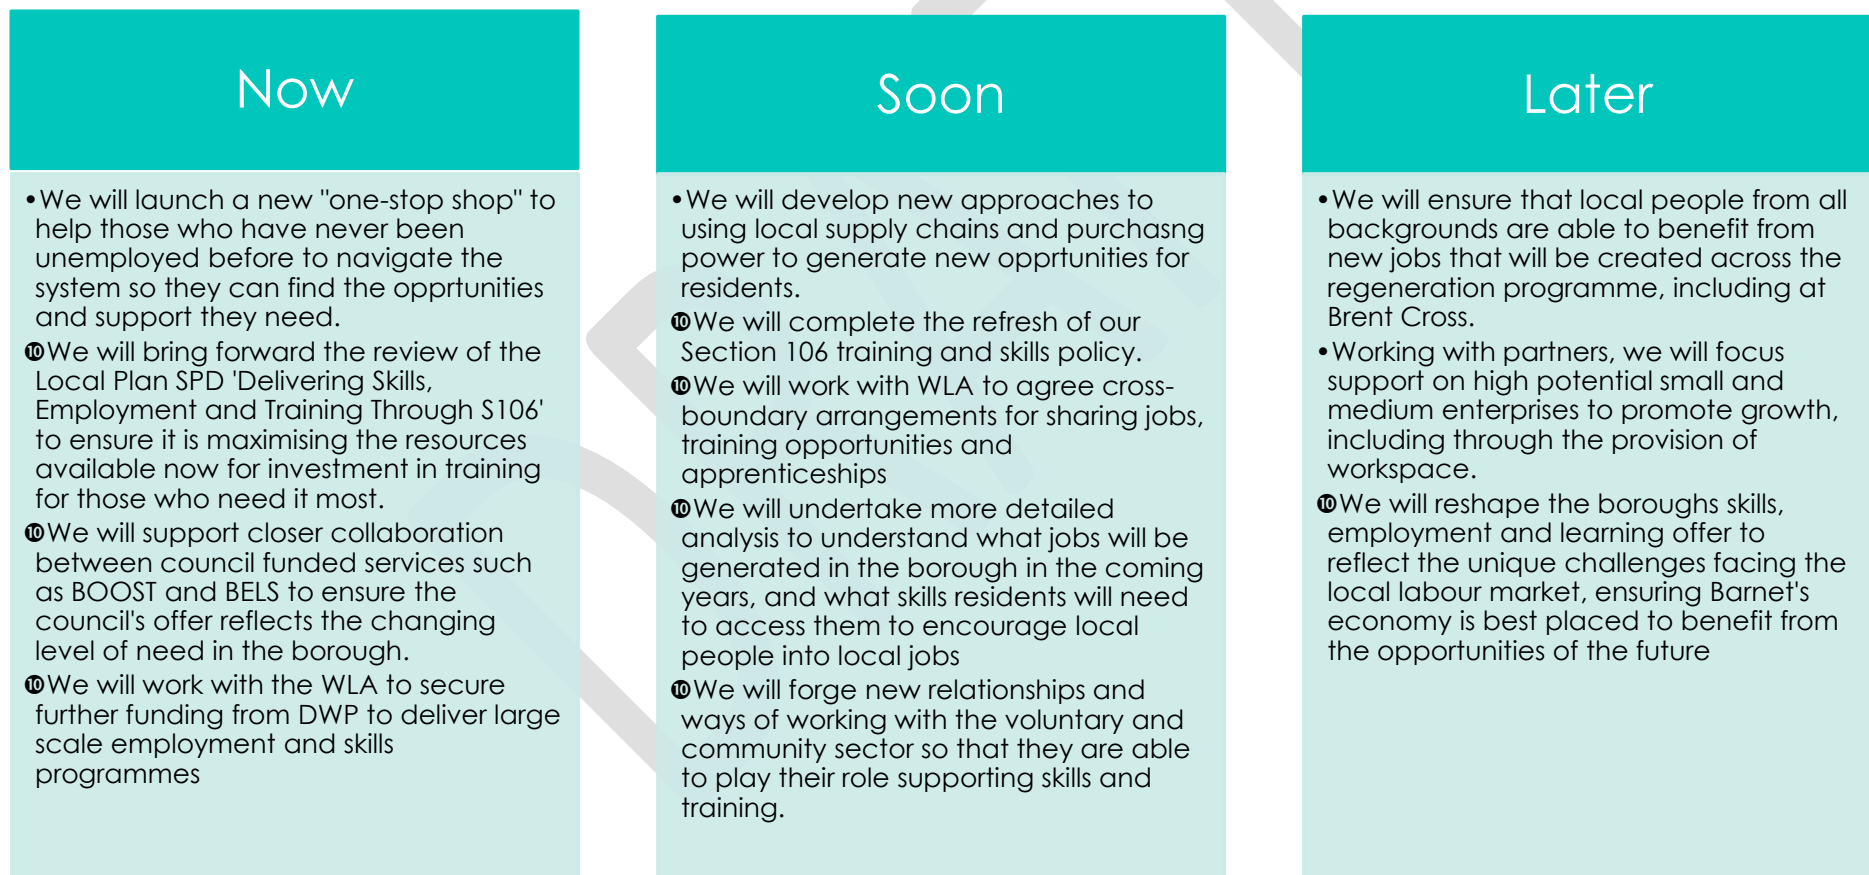 Now
•We will launch a new "one-stop shop" to
help those who have never been
unemployed before to navigate the
system so they can find the opprtunities
and support they need.
❿We will bring forward the review of the
Local Plan SPD 'Delivering Skills,
Employment and Training Through S106'
to ensure it is maximising the resources
available now for investment in training
for those who need it most.
❿We will support closer collaboration
between council funded services such
as BOOST and BELS to ensure the
council's offer reflects the changing
level of need in the borough.
❿We will work with the WLA to secure
further funding from DWP to deliver large
scale employment and skills
programmes
Soon
•We will develop new approaches to
using local supply chains and purchasng
power to generate new opprtunities for
residents.
❿We will complete the refresh of our
Section 106 training and skills policy.
❿We will work with WLA to agree cross-
boundary arrangements for sharing jobs,
training opportunities and
apprenticeships
❿We will undertake more detailed
analysis to understand what jobs will be
generated in the borough in the coming
years, and what skills residents will need
to access them to encourage local
people into local jobs
❿We will forge new relationships and
ways of working with the voluntary and
community sector so that they are able
to play their role supporting skills and
training.
Later
•We will ensure that local people from all
backgrounds are able to benefit from
new jobs that will be created across the
regeneration programme, including at
Brent Cross.
•Working with partners, we will focus
support on high potential small and
medium enterprises to promote growth,
including through the provision of
workspace.
❿We will reshape the boroughs skills,
employment and learning offer to
reflect the unique challenges facing the
local labour market, ensuring Barnet's
economy is best placed to benefit from
the opportunities of the future